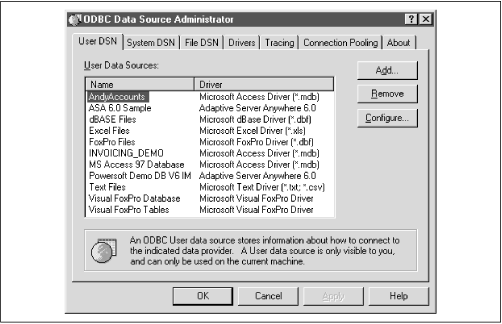 ODBC Data Source Administrator
User DSN System DSN File DSN Drivers Tracing Connection Pooling About
User Data Sources:
Name Driver
AndyAccounts Microsoft Access Driver (*.mdb)
ASA 6.0 Sample Adaptive Server Anywhere 6.0
dBASE Files Microsoft dBase Driver (*.dbf)
Excel Files Microsoft Excel Driver (*.xls)
FoxPro Files Microsoft FoxPro Driver (*.dbf)
INVOICING_DEMO Microsoft Access Driver (*.mdb)
MS Access 97 Database Microsoft Access Driver (*.mdb)
Powersoft Demo DB V6 IM Adaptive Server Anywhere 6.0
Text Files Microsoft Text Driver (*.txt; *.csv)
Visual FoxPro Database Microsoft Visual FoxPro Driver
Visual FoxPro Tables Microsoft Visual FoxPro Driver
Add...
Remove
Configure...
An ODBC User data source stores information about how to connect to
the indicated data provider. A User data source is only visible to you,
and can only be used on the current machine.
OK Cancel Apply Help